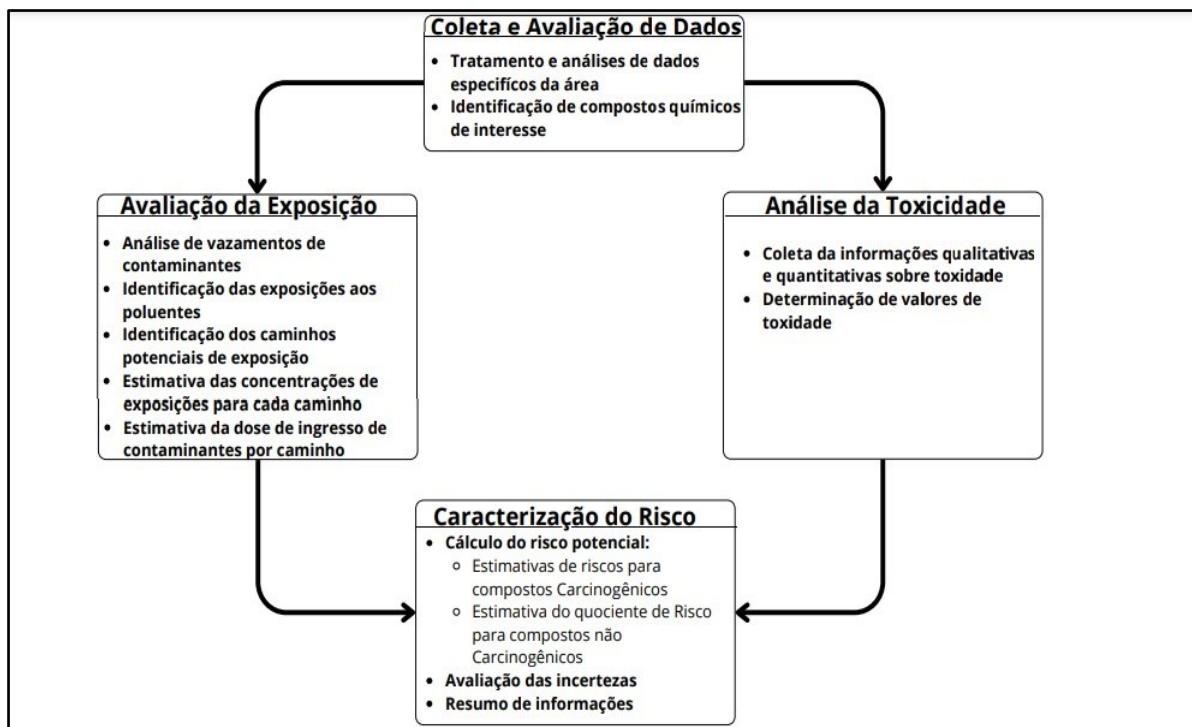 Coleta e Avaliação de Dados
• Tratamento e análises de dados
especifícos da área
• Identificação de compostos químicos
de interesse
Avaliação da Exposição
• Análise de vazamentos de
contaminantes
• Identificação das exposições aos
poluentes
• Identificação dos caminhos
potenciais de exposição
• Estimativa das concentrações de
exposições para cada caminho
• Estimativa da dose de ingresso de
contaminantes por caminho
Análise da Toxicidade
• Coleta da informações qualitativas
e quantitativas sobre toxidade
• Determinação de valores de
toxidade
Caracterização do Risco
• Cálculo do risco potencial:
○ Estimativas de riscos para
compostos Carcinogênicos
○ Estimativa do quociente de Risco
para compostos não
Carcinogênicos
• Avaliação das incertezas
• Resumo de informações